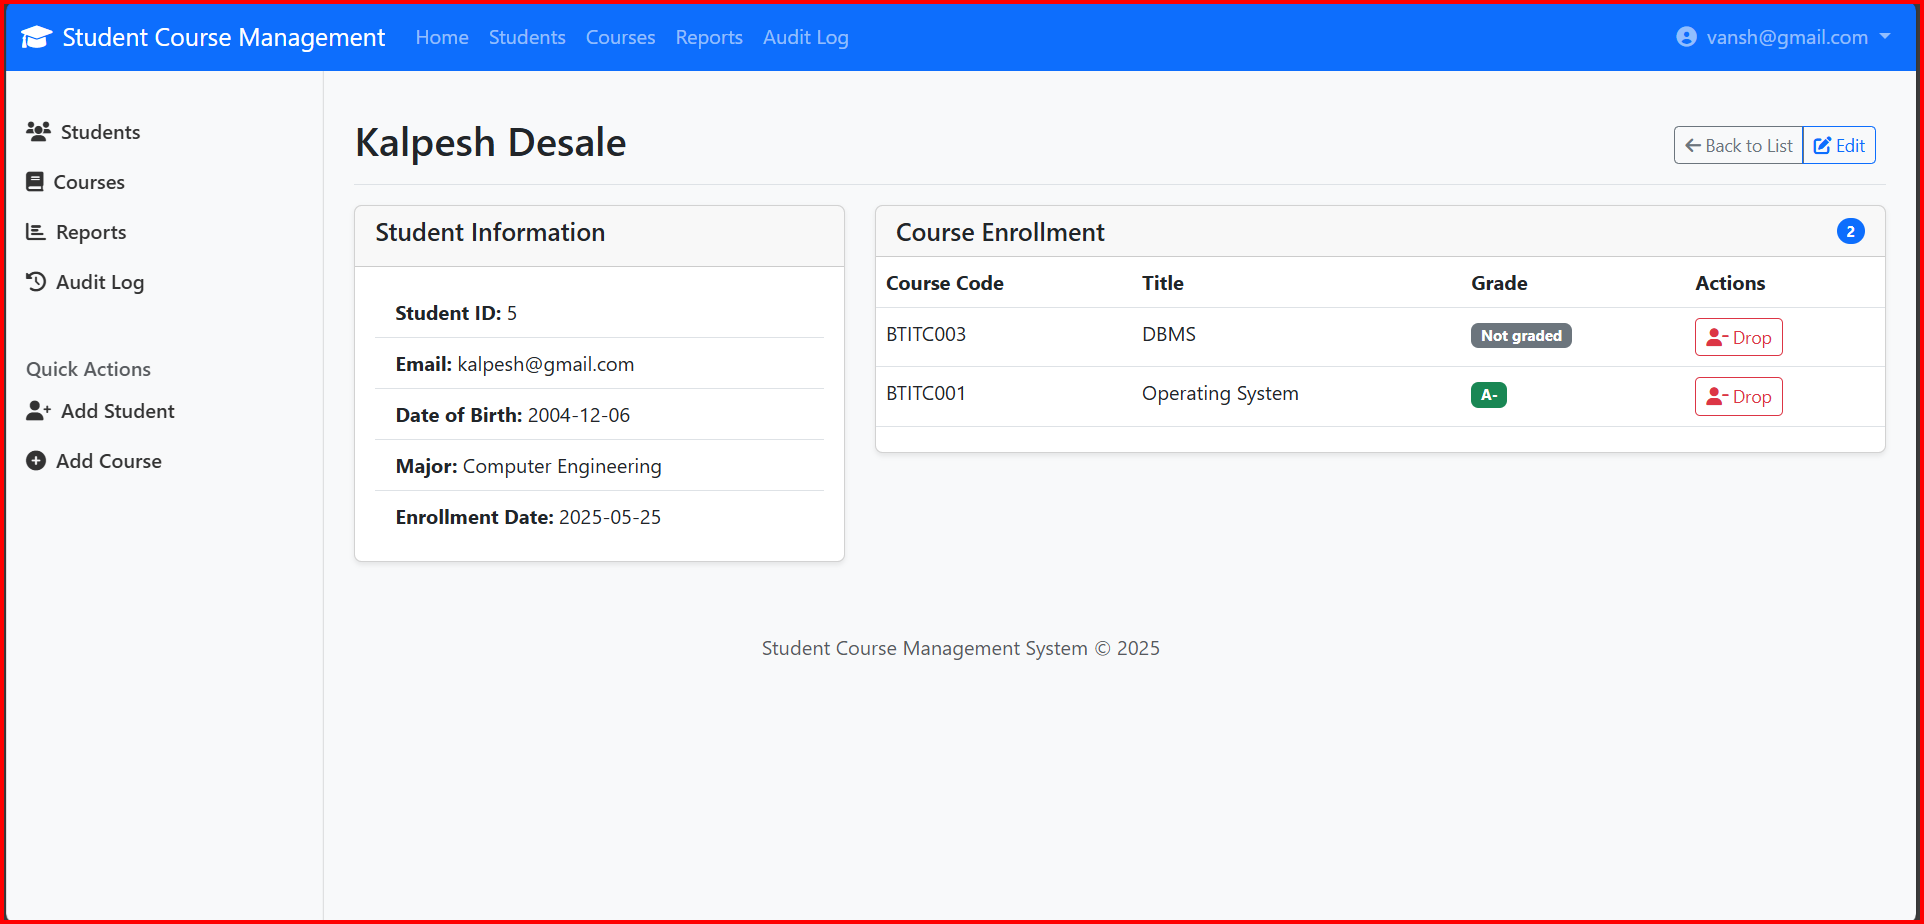 Student Course Management Home Students Courses Reports Audit Log vansh@gmail.com
Students
Courses
Reports
Audit Log
Quick Actions
Add Student
Add Course
Kalpesh Desale
Back to List Edit
Student Information
Student ID: 5
Email: kalpesh@gmail.com
Date of Birth: 2004-12-06
Major: Computer Engineering
Enrollment Date: 2025-05-25
Course Enrollment 2
Course Code Title Grade Actions
BTITC003 DBMS Not graded Drop
BTITC001 Operating System A- Drop
Student Course Management System © 2025